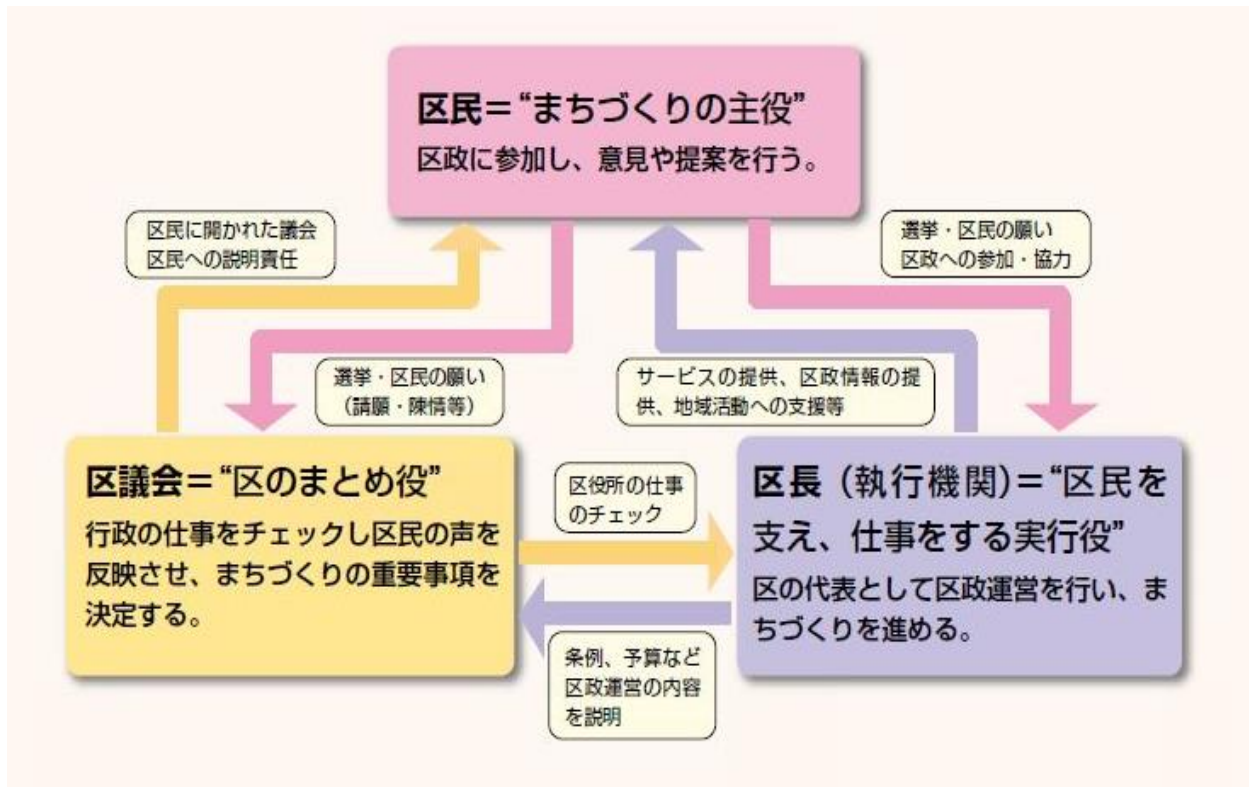 区民＝“まちづくりの主役”
区政に参加し、意見や提案を行う。
区民に開かれた議会
区民への説明責任
選挙・区民の願い
区政への参加・協力
選挙・区民の願い
（請願・陳情等）
サービスの提供、区政情報の提
供、地域活動への支援等
区議会＝“区のまとめ役”
行政の仕事をチェックし区民の声を
反映させ、まちづくりの重要事項を
決定する。
区役所の仕事
のチェック
条例、予算など
区政運営の内容
を説明
区長（執行機関）＝“区民を
支え、仕事をする実行役”
区の代表として区政運営を行い、ま
ちづくりを進める。